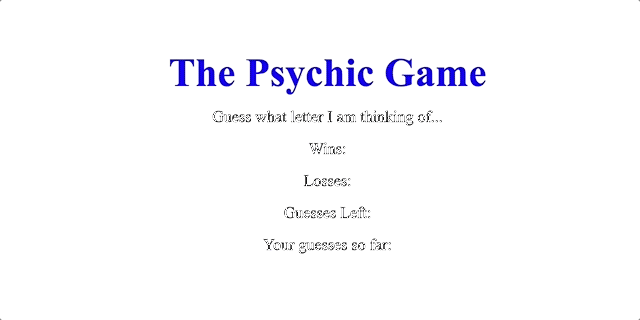 The Psychic Game
Guess what letter I am thinking of...
Wins:
Losses:
Guesses Left:
Your guesses so far: